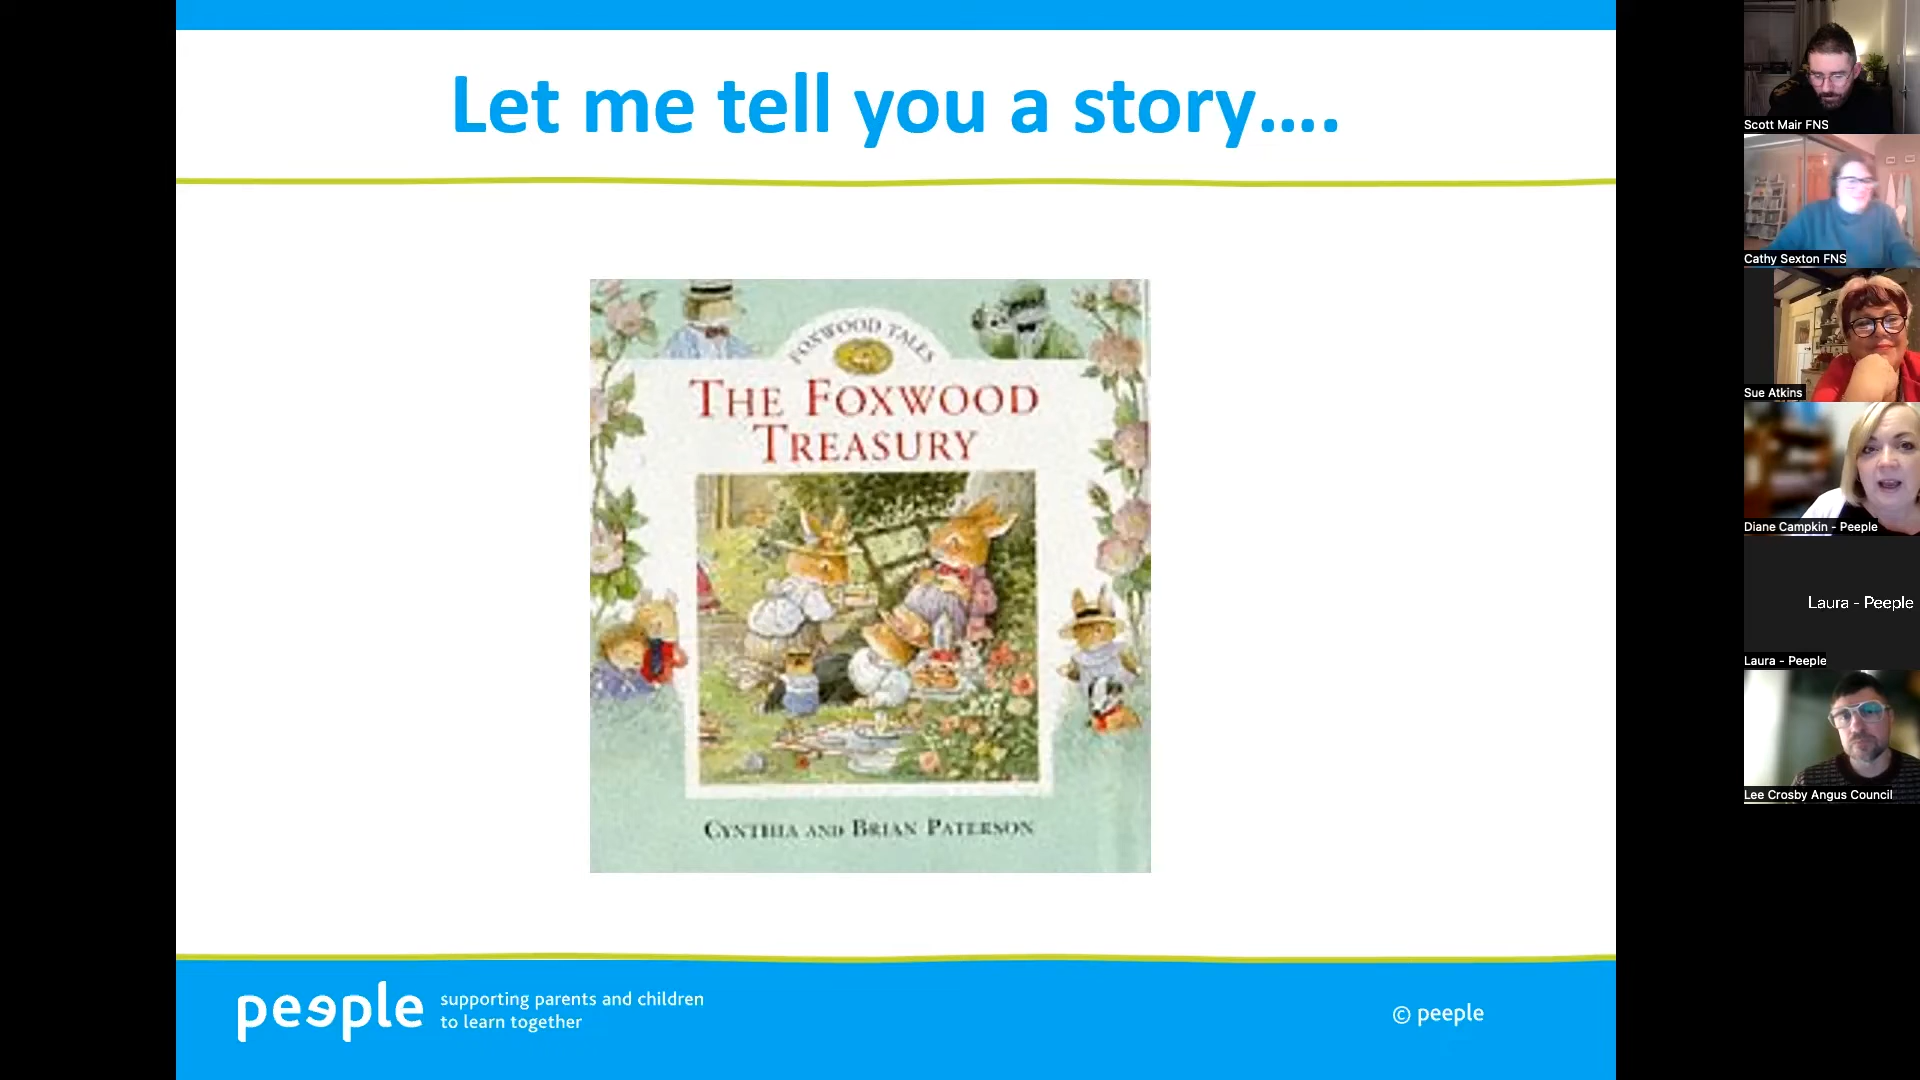 Let me tell you a story....
FOXWOOD TALES
THE FOXWOOD
TREASURY
CYNTHIA AND BRIAN PATERSON
peeple
supporting parents and children
to learn together
© peeple
Scott Mair FNS
Cathy Sexton FNS
Sue Atkins
Diane Campkin - Peeple
Laura - Peeple
Laura - Peeple
Lee Crosby Angus Council